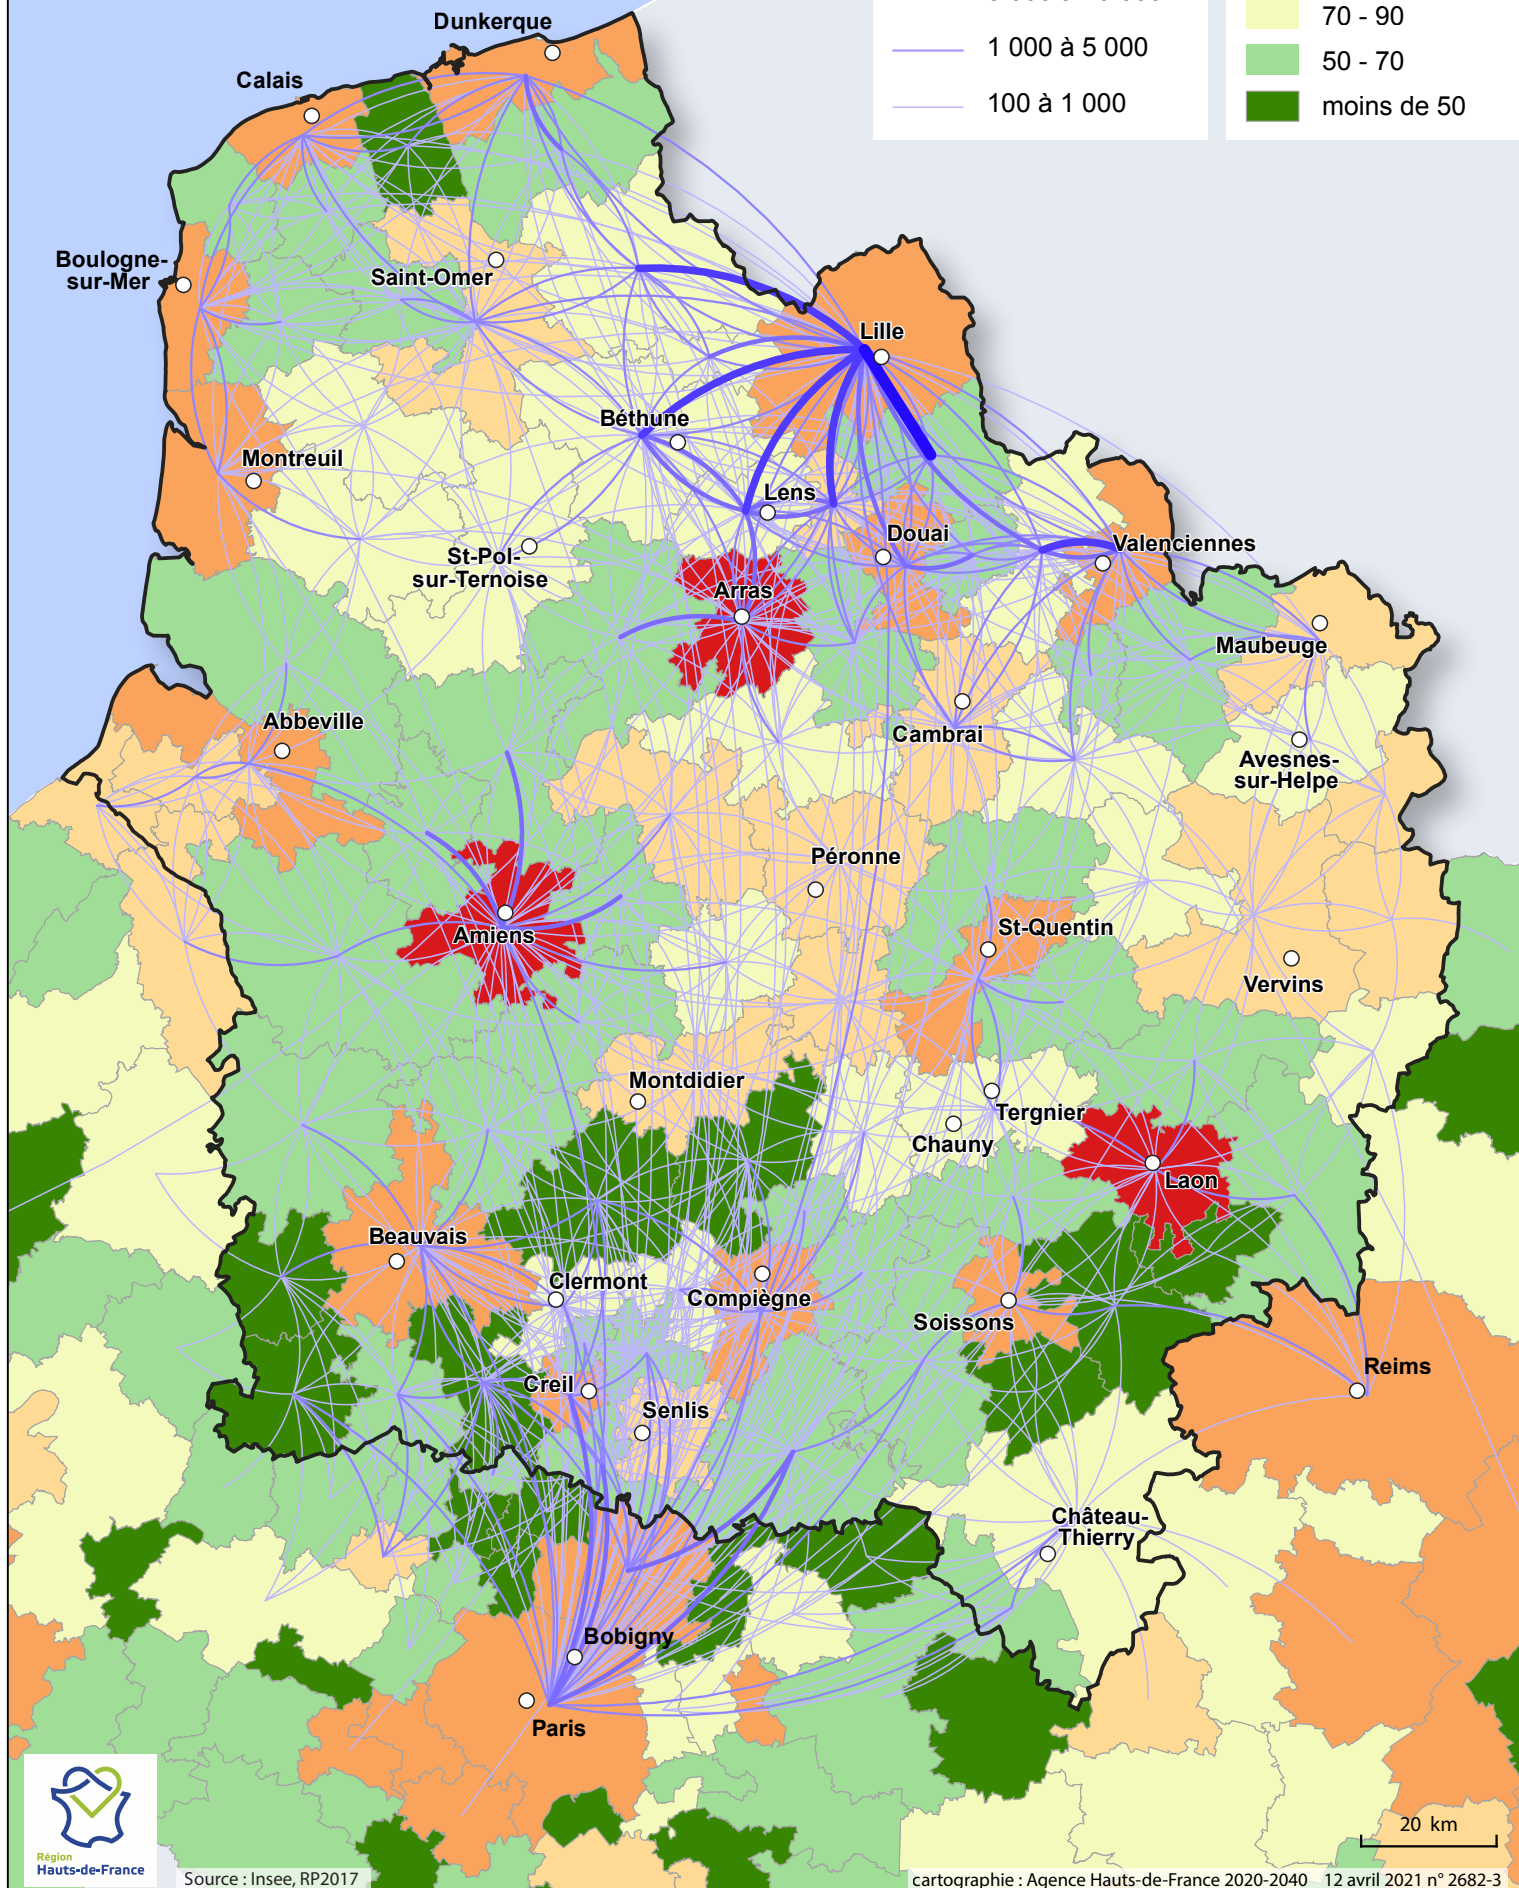 70 - 90
1 000 à 5 000
50 - 70
100 à 1 000
moins de 50
Dunkerque
Calais
Boulogne-
sur-Mer
Saint-Omer
Lille
Béthune
Montreuil
Lens
Douai
Valenciennes
St-Pol-
sur-Ternoise
Arras
Maubeuge
Abbeville
Cambrai
Avesnes-
sur-Helpe
Péronne
St-Quentin
Amiens
Vervins
Montdidier
Tergnier
Chauny
Laon
Beauvais
Clermont
Compiègne
Soissons
Reims
Creil
Senlis
Château-
Thierry
Bobigny
Paris
20 km
Région
Hauts-de-France
Source : Insee, RP2017
cartographie : Agence Hauts-de-France 2020-2040 12 avril 2021 n° 2682-3